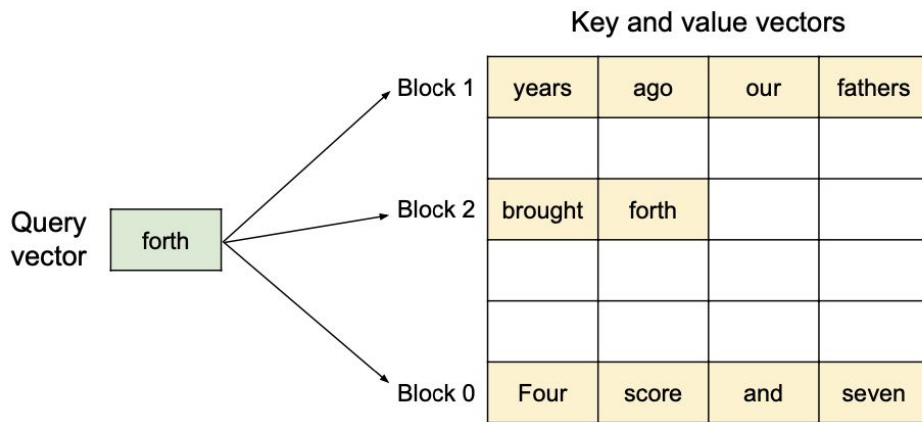 Key and value vectors
Block 1 years ago our fathers
Block 2 brought forth
Query vector
forth
Block 0 Four score and seven